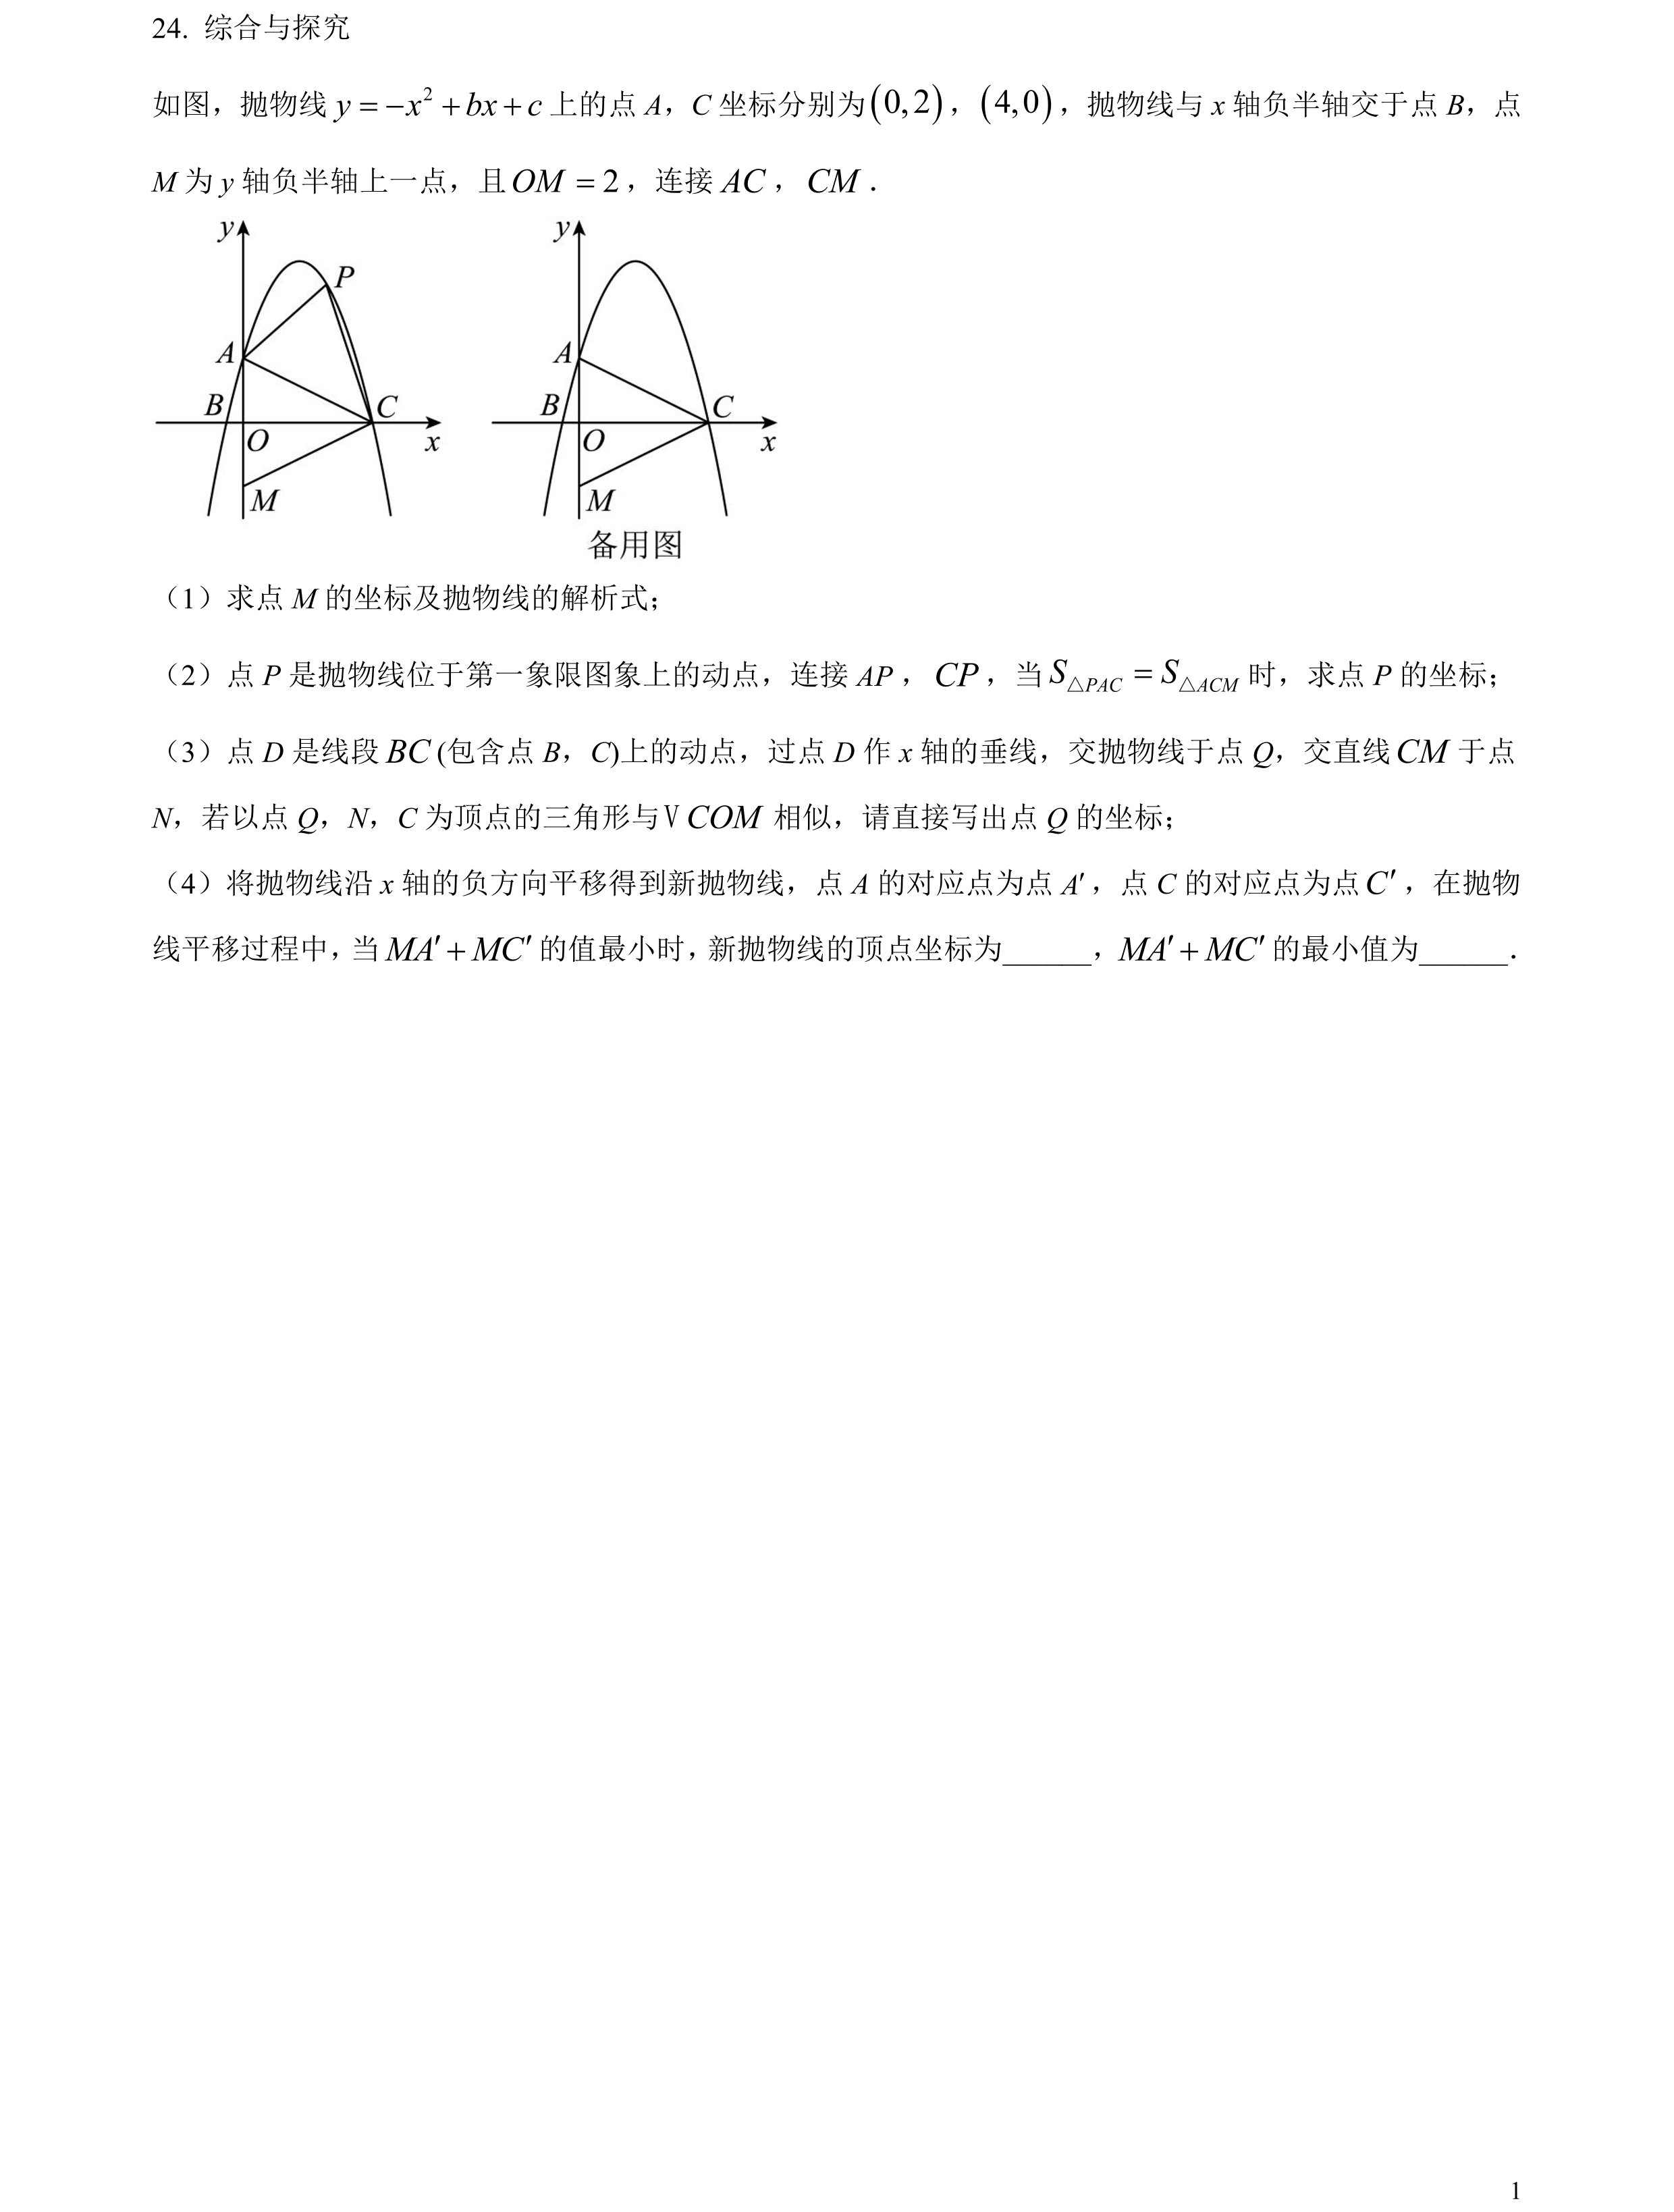 24. 综合与探究
如图，抛物线 y = −x² + bx + c 上的点 A，C 坐标分别为(0, 2)，(4, 0)，抛物线与 x 轴负半轴交于点 B，点
M 为 y 轴负半轴上一点，且 OM = 2，连接 AC，CM．
y
P
A
B
C
O
x
M
y
A
B
C
O
x
M
备用图
（1）求点 M 的坐标及抛物线的解析式；
（2）点 P 是抛物线位于第一象限图象上的动点，连接 AP，CP，当 S△PAC = S△ACM 时，求点 P 的坐标；
（3）点 D 是线段 BC (包含点 B，C)上的动点，过点 D 作 x 轴的垂线，交抛物线于点 Q，交直线 CM 于点
N，若以点 Q，N，C 为顶点的三角形与V COM 相似，请直接写出点 Q 的坐标；
（4）将抛物线沿 x 轴的负方向平移得到新抛物线，点 A 的对应点为点 A′，点 C 的对应点为点 C′，在抛物
线平移过程中，当 MA′ + MC′ 的值最小时，新抛物线的顶点坐标为______，MA′ + MC′ 的最小值为______．
1